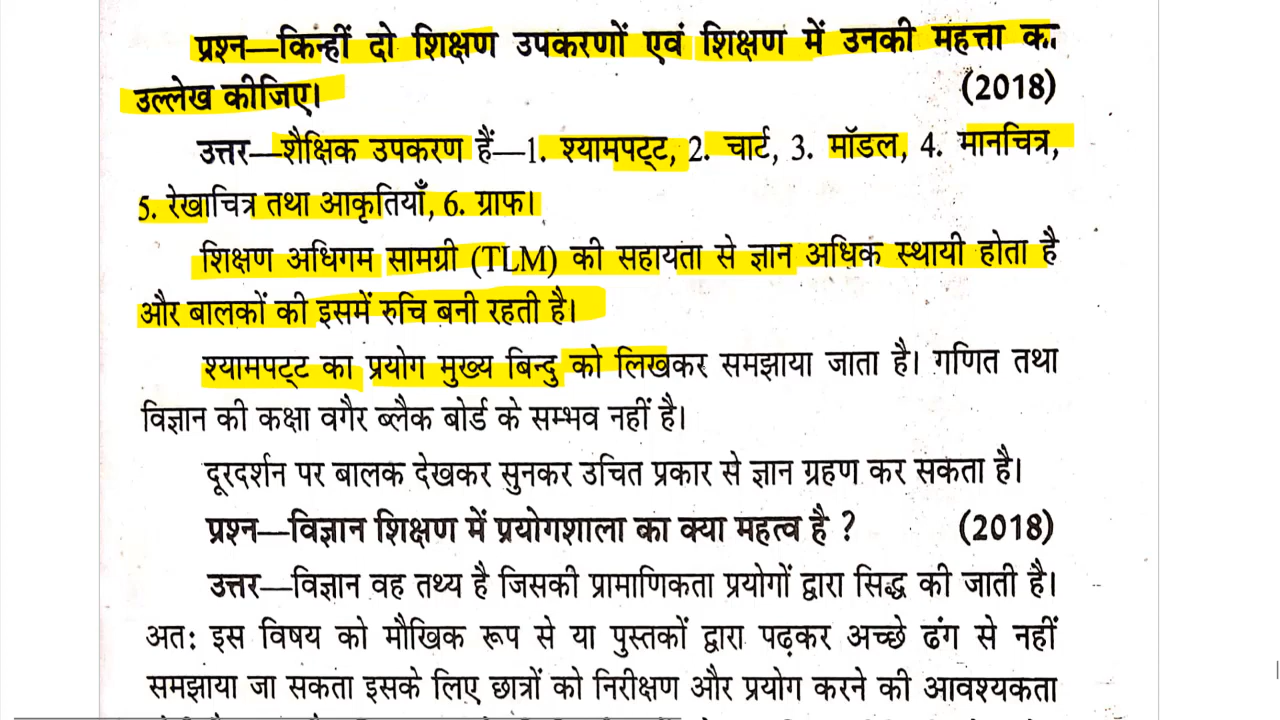 प्रश्न—किन्हीं दो शिक्षण उपकरणों एवं शिक्षण में उनकी महत्ता का
उल्लेख कीजिए। (2018)
उत्तर—शैक्षिक उपकरण हैं—1. श्यामपट्ट, 2. चार्ट, 3. मॉडल, 4. मानचित्र,
5. रेखाचित्र तथा आकृतियाँ, 6. ग्राफ।
शिक्षण अधिगम सामग्री (TLM) की सहायता से ज्ञान अधिक स्थायी होता है
और बालकों की इसमें रुचि बनी रहती है।
श्यामपट्ट का प्रयोग मुख्य बिन्दु को लिखकर समझाया जाता है। गणित तथा
विज्ञान की कक्षा वगैर ब्लैक बोर्ड के सम्भव नहीं है।
दूरदर्शन पर बालक देखकर सुनकर उचित प्रकार से ज्ञान ग्रहण कर सकता है।
प्रश्न—विज्ञान शिक्षण में प्रयोगशाला का क्या महत्व है ? (2018)
उत्तर—विज्ञान वह तथ्य है जिसकी प्रामाणिकता प्रयोगों द्वारा सिद्ध की जाती है।
अतः इस विषय को मौखिक रूप से या पुस्तकों द्वारा पढ़कर अच्छे ढंग से नहीं
समझाया जा सकता इसके लिए छात्रों को निरीक्षण और प्रयोग करने की आवश्यकता